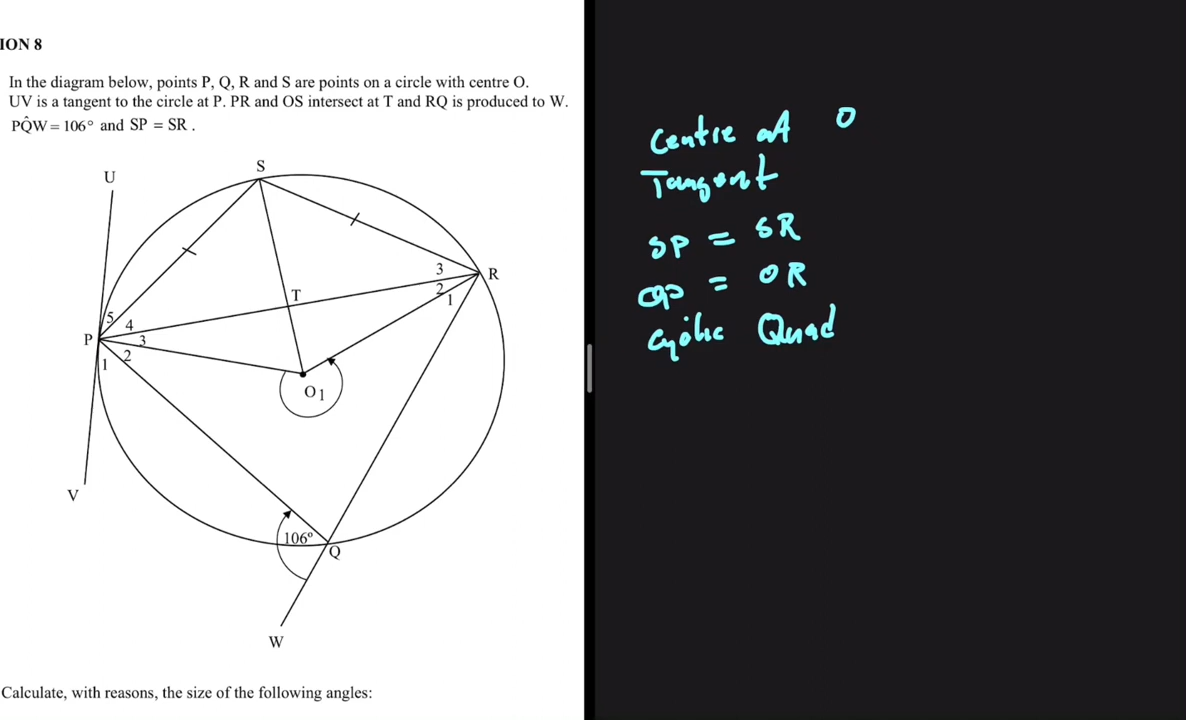 ION 8
In the diagram below, points P, Q, R and S are points on a circle with centre O.
UV is a tangent to the circle at P. PR and OS intersect at T and RQ is produced to W.
PQ̂W = 106° and SP = SR .
S
U
R
3
2
1
T
5
4
3
P
2
1
O1
V
106°
Q
W
Calculate, with reasons, the size of the following angles:
Centre at O
Tangent
SP = SR
OP = OR
Cyclic Quad